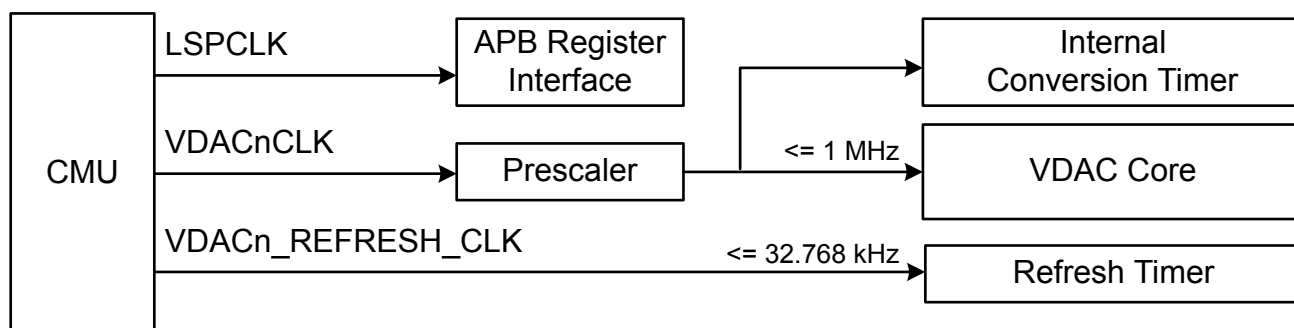 CMU
LSPCLK
APB Register
Interface
Internal
Conversion Timer
VDACnCLK
Prescaler
<= 1 MHz
VDAC Core
VDACn_REFRESH_CLK
<= 32.768 kHz
Refresh Timer